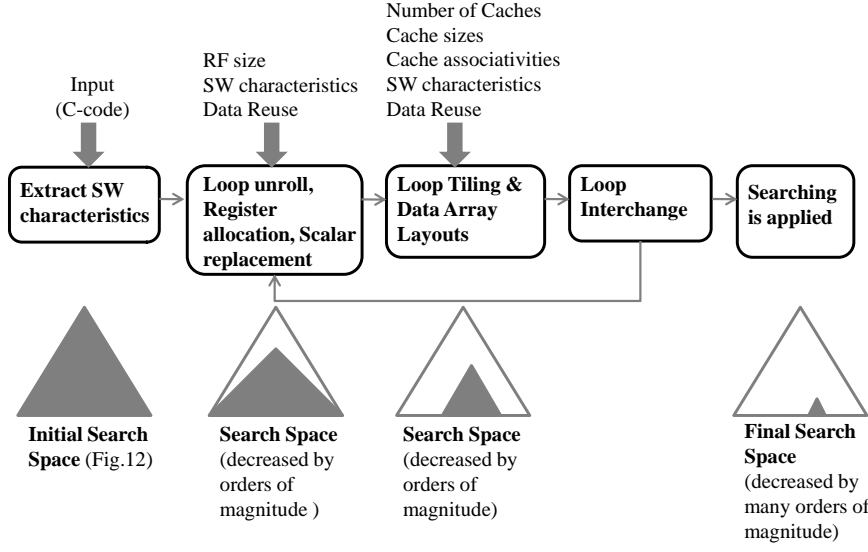 Number of Caches
Cache sizes
Cache associativities
SW characteristics
Data Reuse
RF size
SW characteristics
Data Reuse
Input
(C-code)
Extract SW
characteristics
Loop unroll,
Register
allocation, Scalar
replacement
Loop Tiling &
Data Array
Layouts
Loop
Interchange
Searching
is applied
Initial Search
Space (Fig.12)
Search Space
(decreased by
orders of
magnitude )
Search Space
(decreased by
orders of
magnitude)
Final Search
Space
(decreased by
many orders of
magnitude)